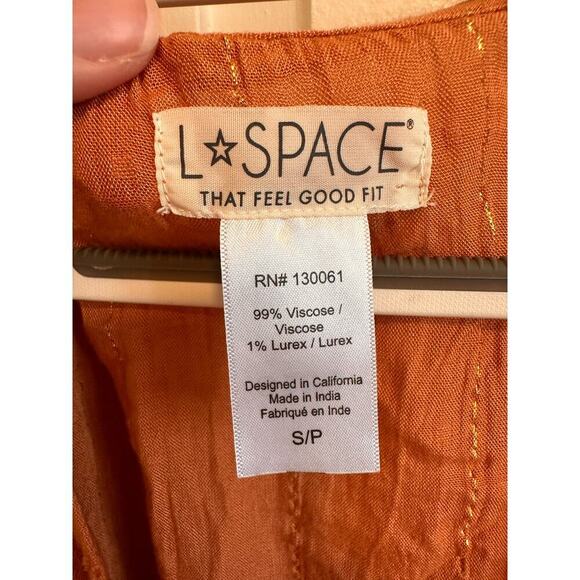 L☆SPACE®
THAT FEEL GOOD FIT
RN# 130061
99% Viscose /
Viscose
1% Lurex / Lurex
Designed in California
Made in India
Fabriqué en Inde
S/P